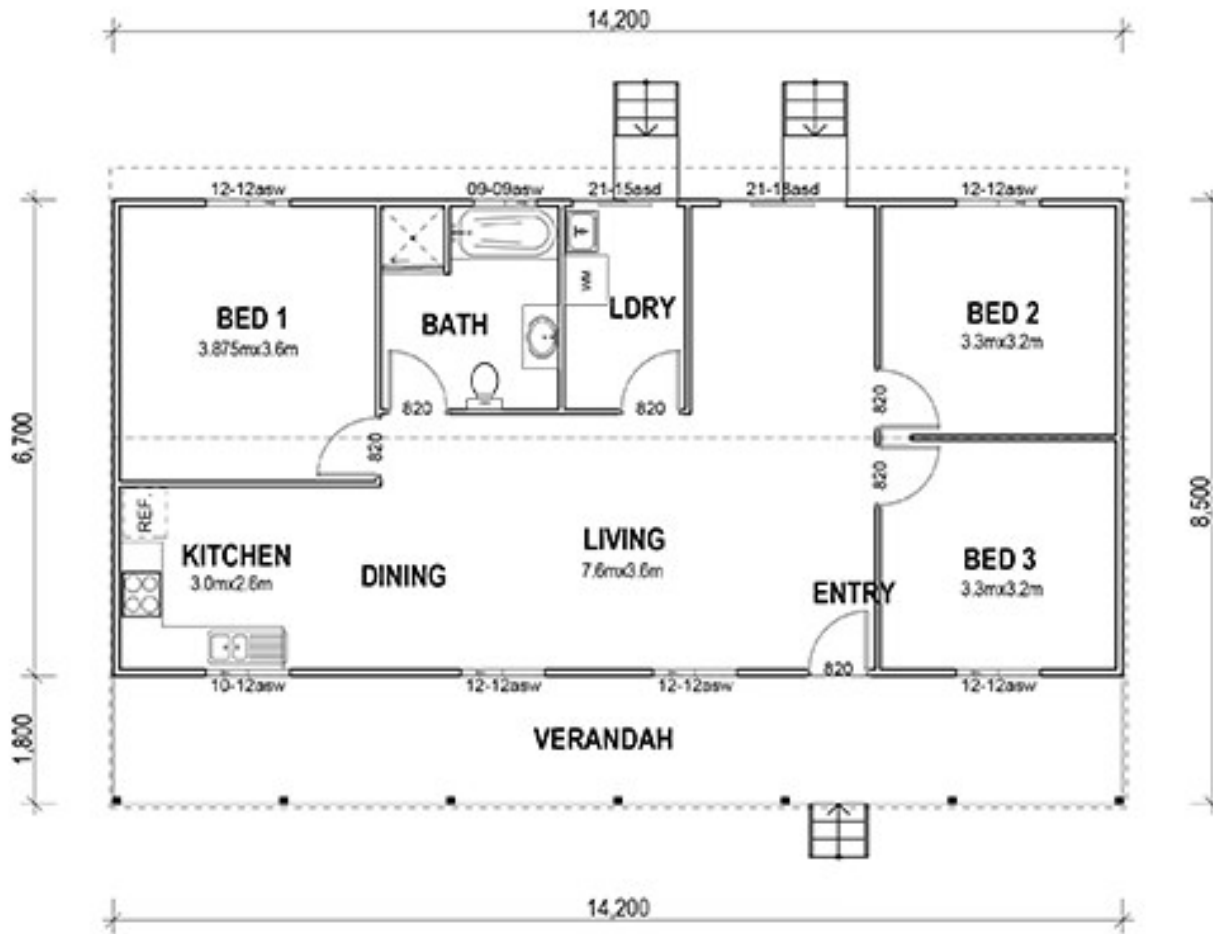 14,200
12-12asw
09-09asw
21-15asd
21-18asd
12-12asw
WM
BED 1
3.875mx3.6m
BATH
LDRY
BED 2
3.3mx3.2m
820
820
820
820
820
6,700
8,500
REF.
KITCHEN
3.0mx2.6m
DINING
LIVING
7.6mx3.6m
ENTRY
BED 3
3.3mx3.2m
820
10-12asw
12-12asw
12-12asw
12-12asw
1,800
VERANDAH
14,200